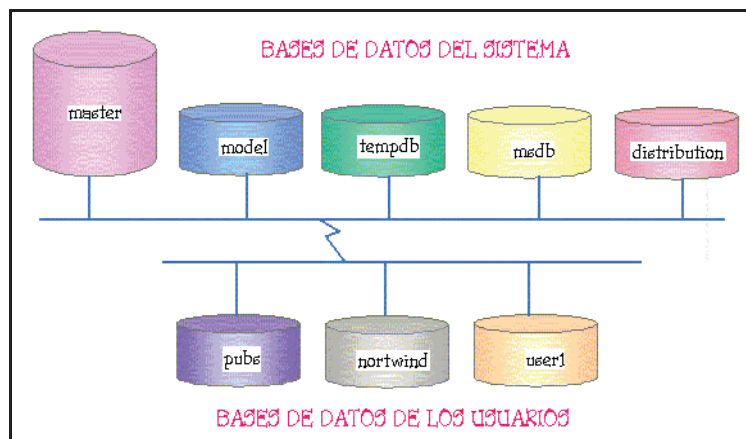 BASES DE DATOS DEL SISTEMA
master
model
tempdb
msdb
distribution
pubs
nortwind
user1
BASES DE DATOS DE LOS USUARIOS